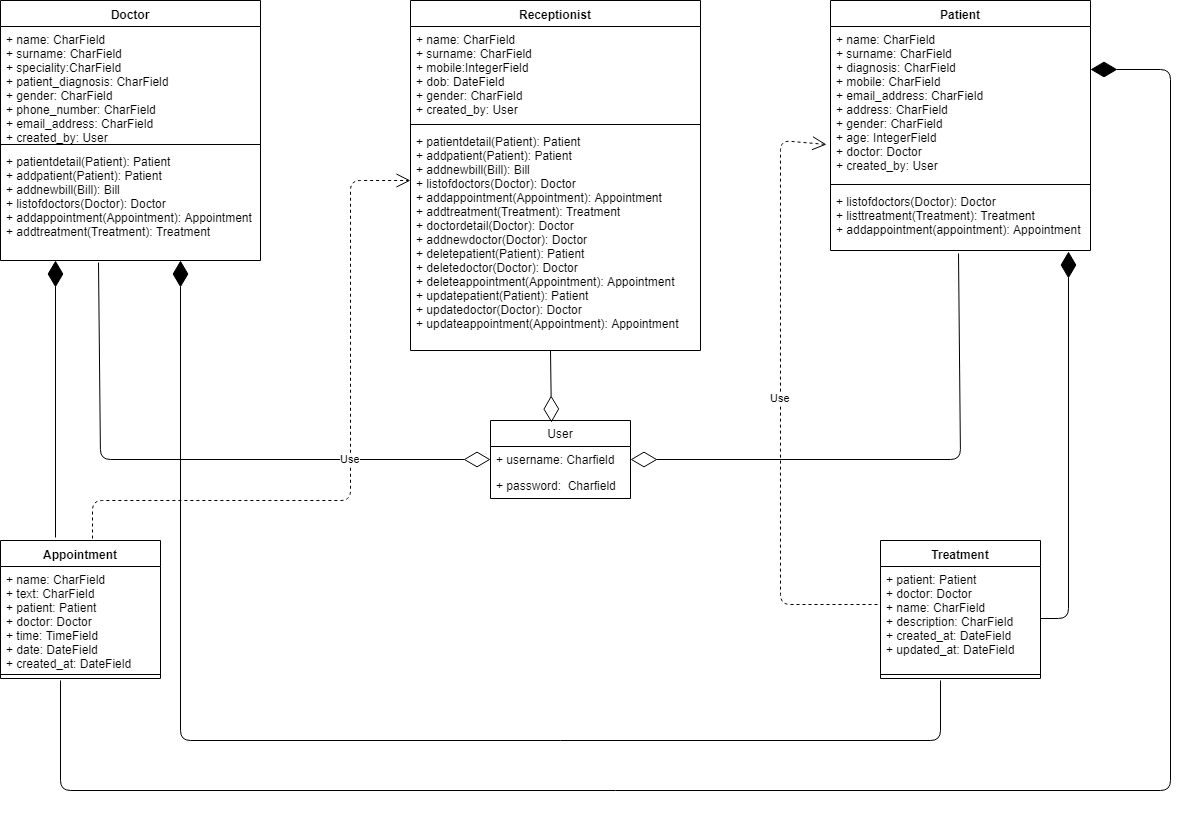 Doctor
+ name: CharField
+ surname: CharField
+ speciality:CharField
+ patient_diagnosis: CharField
+ gender: CharField
+ phone_number: CharField
+ email_address: CharField
+ created_by: User
+ patientdetail(Patient): Patient
+ addpatient(Patient): Patient
+ addnewbill(Bill): Bill
+ listofdoctors(Doctor): Doctor
+ addappointment(Appointment): Appointment
+ addtreatment(Treatment): Treatment
Receptionist
+ name: CharField
+ surname: CharField
+ mobile:IntegerField
+ dob: DateField
+ gender: CharField
+ created_by: User
+ patientdetail(Patient): Patient
+ addpatient(Patient): Patient
+ addnewbill(Bill): Bill
+ listofdoctors(Doctor): Doctor
+ addappointment(Appointment): Appointment
+ addtreatment(Treatment): Treatment
+ doctordetail(Doctor): Doctor
+ addnewdoctor(Doctor): Doctor
+ deletepatient(Patient): Patient
+ deletedoctor(Doctor): Doctor
+ deleteappointment(Appointment): Appointment
+ updatepatient(Patient): Patient
+ updatedoctor(Doctor): Doctor
+ updateappointment(Appointment): Appointment
Patient
+ name: CharField
+ surname: CharField
+ diagnosis: CharField
+ mobile: CharField
+ email_address: CharField
+ address: CharField
+ gender: CharField
+ age: IntegerField
+ doctor: Doctor
+ created_by: User
+ listofdoctors(Doctor): Doctor
+ listtreatment(Treatment): Treatment
+ addappointment(appointment): Appointment
Use
Use
User
+ username: Charfield
+ password: Charfield
Appointment
+ name: CharField
+ text: CharField
+ patient: Patient
+ doctor: Doctor
+ time: TimeField
+ date: DateField
+ created_at: DateField
Treatment
+ patient: Patient
+ doctor: Doctor
+ name: CharField
+ description: CharField
+ created_at: DateField
+ updated_at: DateField